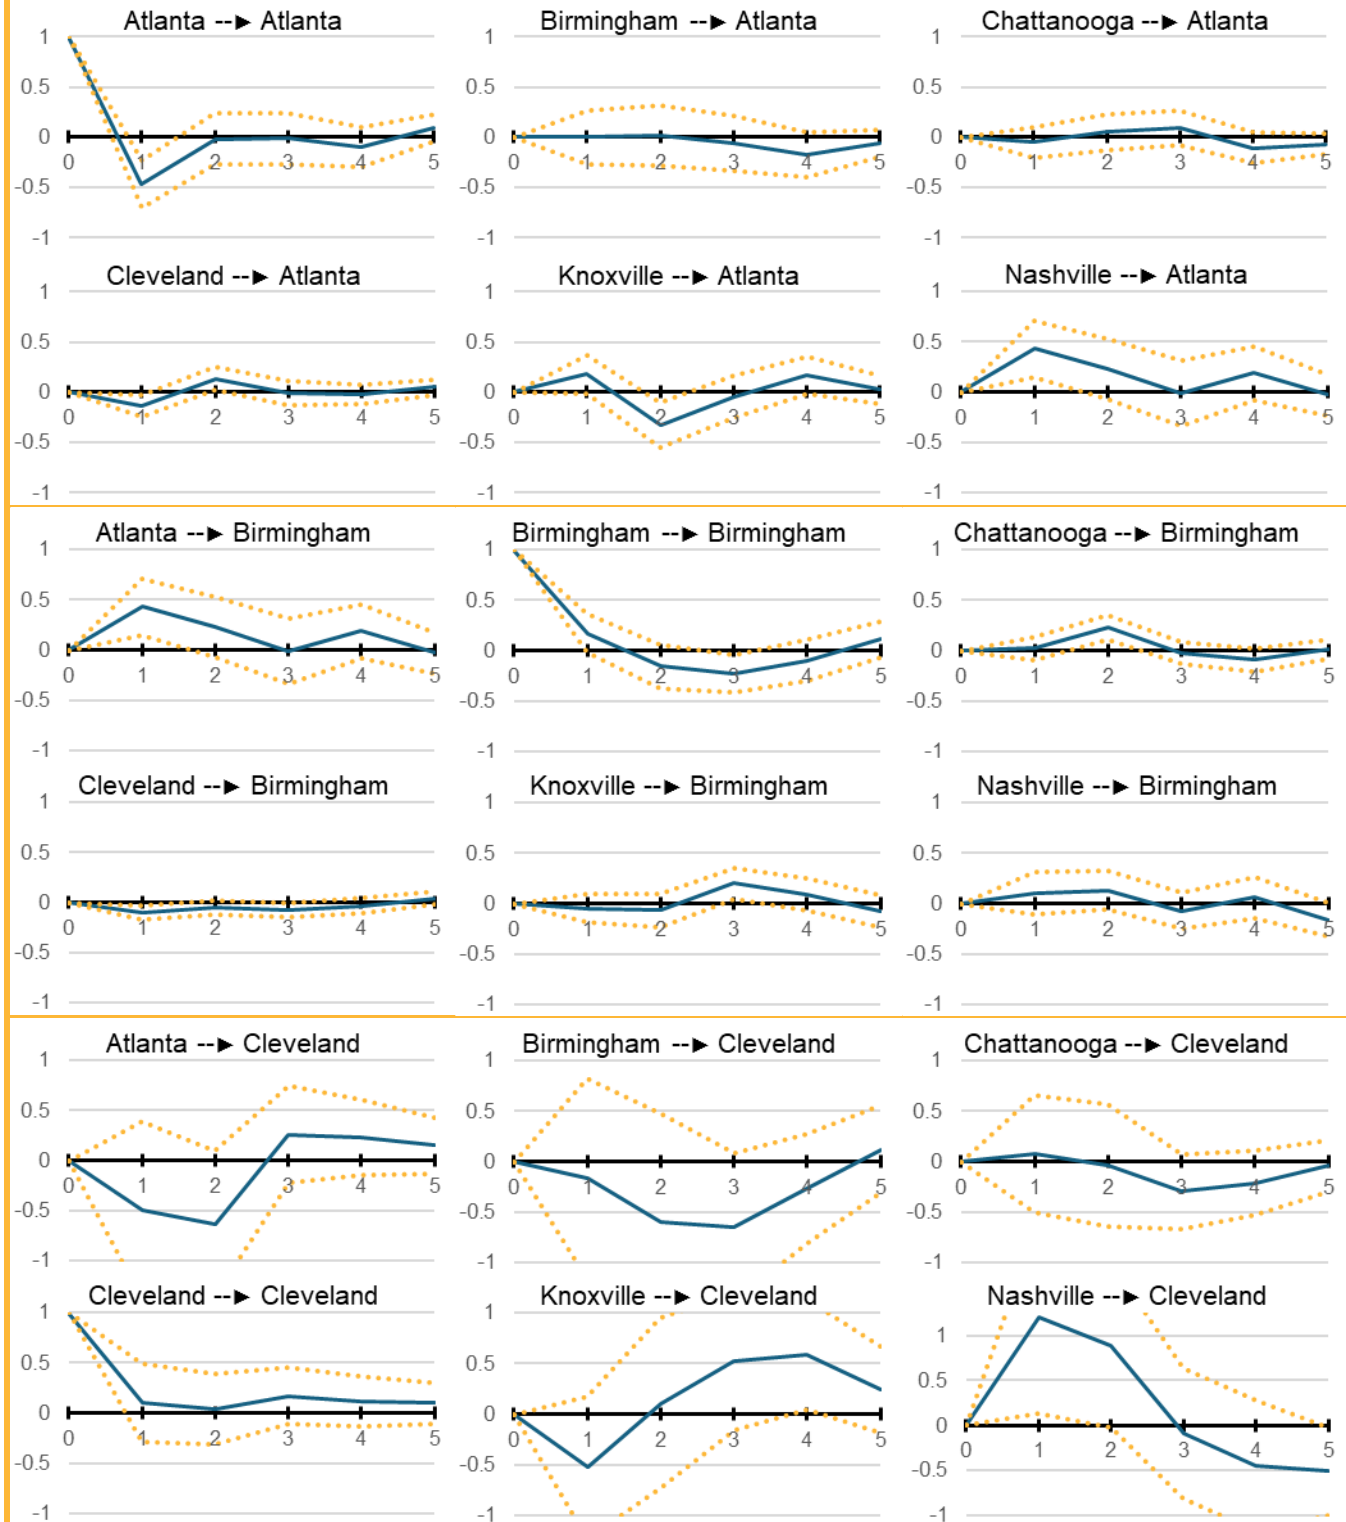 Atlanta --► Atlanta
1
0.5
0
-0.5
-1
0 1 2 3 4 5
Birmingham --► Atlanta
1
0.5
0
-0.5
-1
0 1 2 3 4 5
Chattanooga --► Atlanta
1
0.5
0
-0.5
-1
0 1 2 3 4 5
Cleveland --► Atlanta
1
0.5
0
-0.5
-1
0 1 2 3 4 5
Knoxville --► Atlanta
1
0.5
0
-0.5
-1
0 1 2 3 4 5
Nashville --► Atlanta
1
0.5
0
-0.5
-1
0 1 2 3 4 5
Atlanta --► Birmingham
1
0.5
0
-0.5
-1
0 1 2 3 4 5
Birmingham --► Birmingham
1
0.5
0
-0.5
-1
0 1 2 3 4 5
Chattanooga --► Birmingham
1
0.5
0
-0.5
-1
0 1 2 3 4 5
Cleveland --► Birmingham
1
0.5
0
-0.5
-1
0 1 2 3 4 5
Knoxville --► Birmingham
1
0.5
0
-0.5
-1
0 1 2 3 4 5
Nashville --► Birmingham
1
0.5
0
-0.5
-1
0 1 2 3 4 5
Atlanta --► Cleveland
1
0.5
0
-0.5
-1
0 1 2 3 4 5
Birmingham --► Cleveland
1
0.5
0
-0.5
-1
0 1 2 3 4 5
Chattanooga --► Cleveland
1
0.5
0
-0.5
-1
0 1 2 3 4 5
Cleveland --► Cleveland
1
0.5
0
-0.5
-1
0 1 2 3 4 5
Knoxville --► Cleveland
1
0.5
0
-0.5
-1
0 1 2 3 4 5
Nashville --► Cleveland
1
0.5
0
-0.5
-1
0 1 2 3 4 5